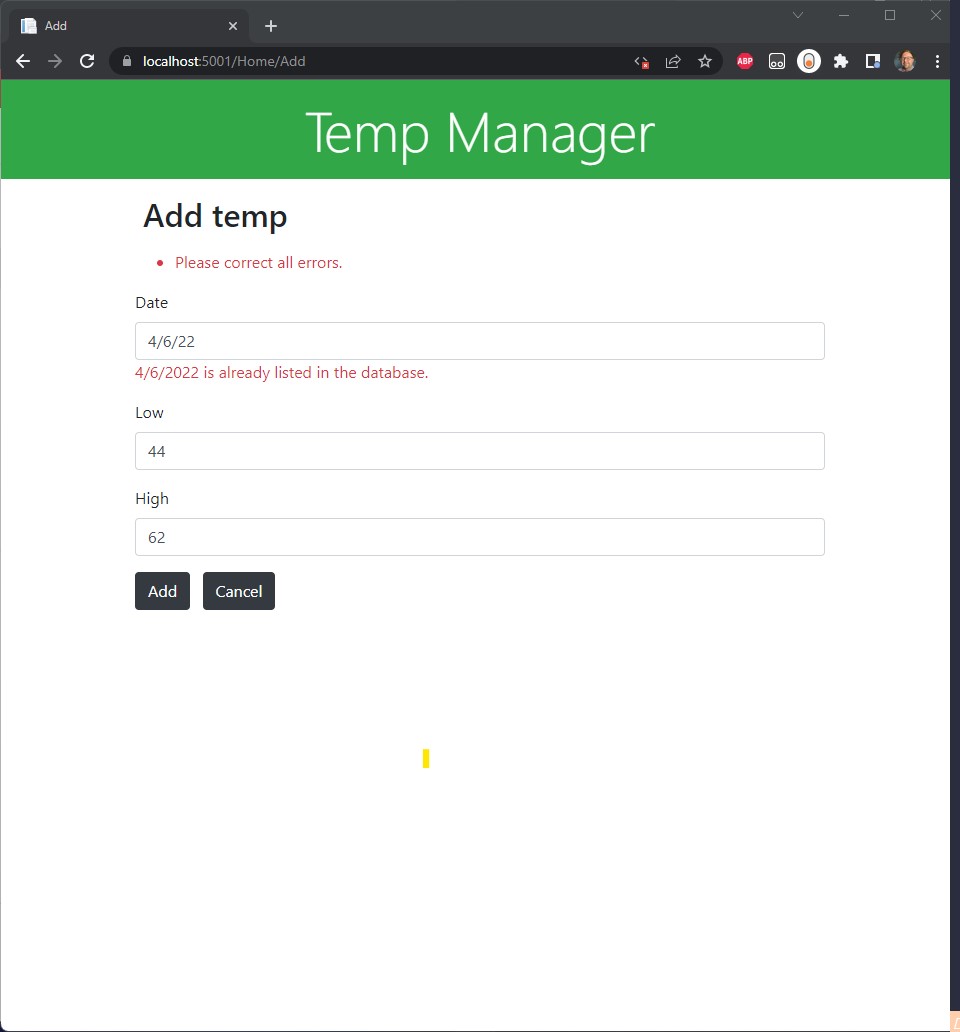 Add
localhost:5001/Home/Add
ABP
Temp Manager
Add temp
Please correct all errors.
Date
4/6/22
4/6/2022 is already listed in the database.
Low
44
High
62
Add
Cancel